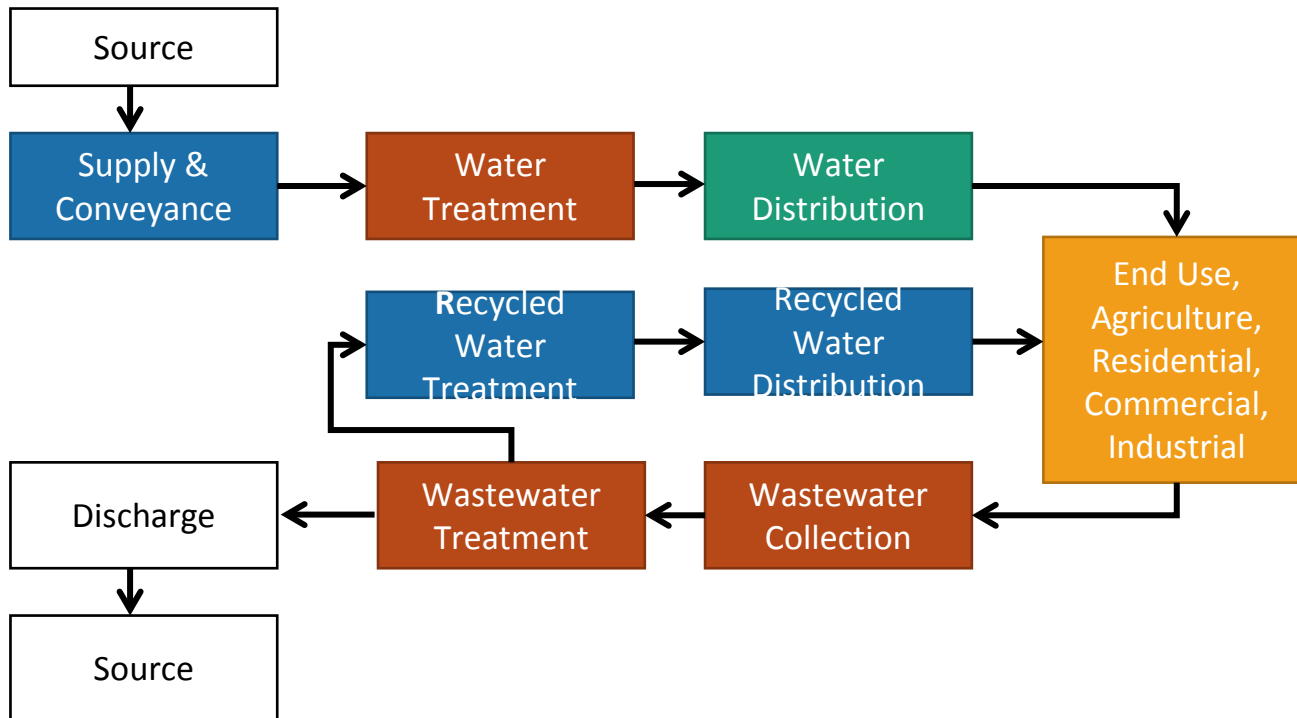 Source
Supply &
Conveyance
Water
Treatment
Water
Distribution
Recycled
Water
Treatment
Recycled
Water
Distribution
End Use,
Agriculture,
Residential,
Commercial,
Industrial
Discharge
Wastewater
Treatment
Wastewater
Collection
Source